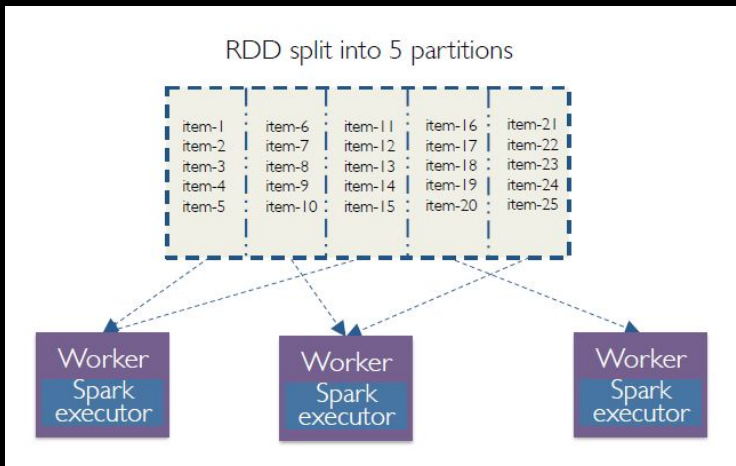 RDD split into 5 partitions
item-1
item-2
item-3
item-4
item-5
item-6
item-7
item-8
item-9
item-10
item-11
item-12
item-13
item-14
item-15
item-16
item-17
item-18
item-19
item-20
item-21
item-22
item-23
item-24
item-25
Worker
Spark
executor
Worker
Spark
executor
Worker
Spark
executor